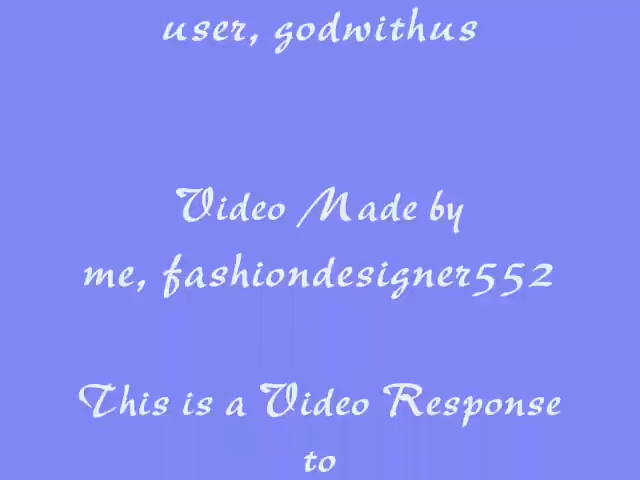 user, godwithus
Video Made by
me, fashiondesigner552
This is a Video Response
to